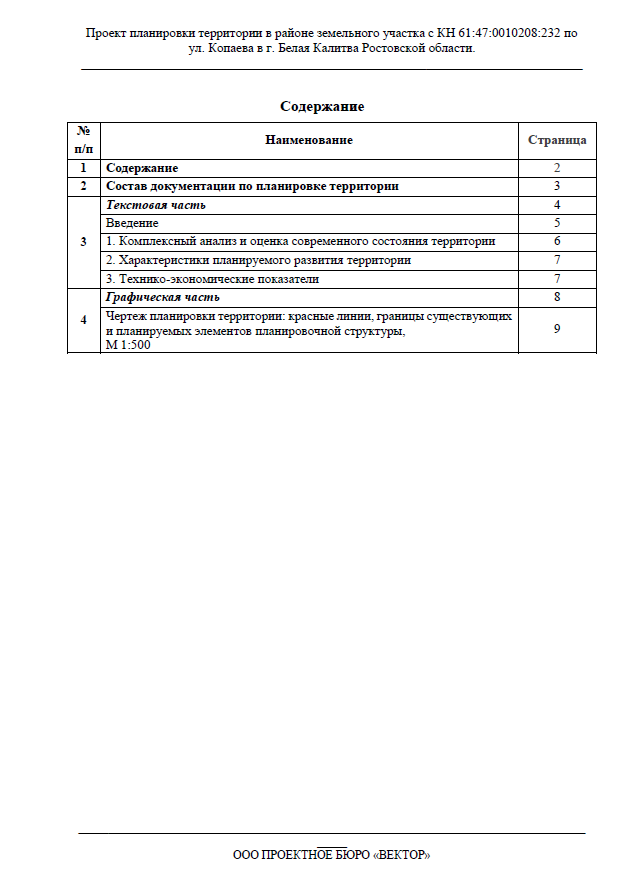 Проект планировки территории в районе земельного участка с КН 61:47:0010208:232 по
ул. Копаева в г. Белая Калитва Ростовской области.
Содержание
№
п/п
Наименование
Страница
1 Содержание 2
2 Состав документации по планировке территории 3
3
Текстовая часть 4
Введение 5
1. Комплексный анализ и оценка современного состояния территории 6
2. Характеристики планируемого развития территории 7
3. Технико-экономические показатели 7
4
Графическая часть 8
Чертеж планировки территории: красные линии, границы существующих
и планируемых элементов планировочной структуры,
М 1:500
9
ООО ПРОЕКТНОЕ БЮРО «ВЕКТОР»